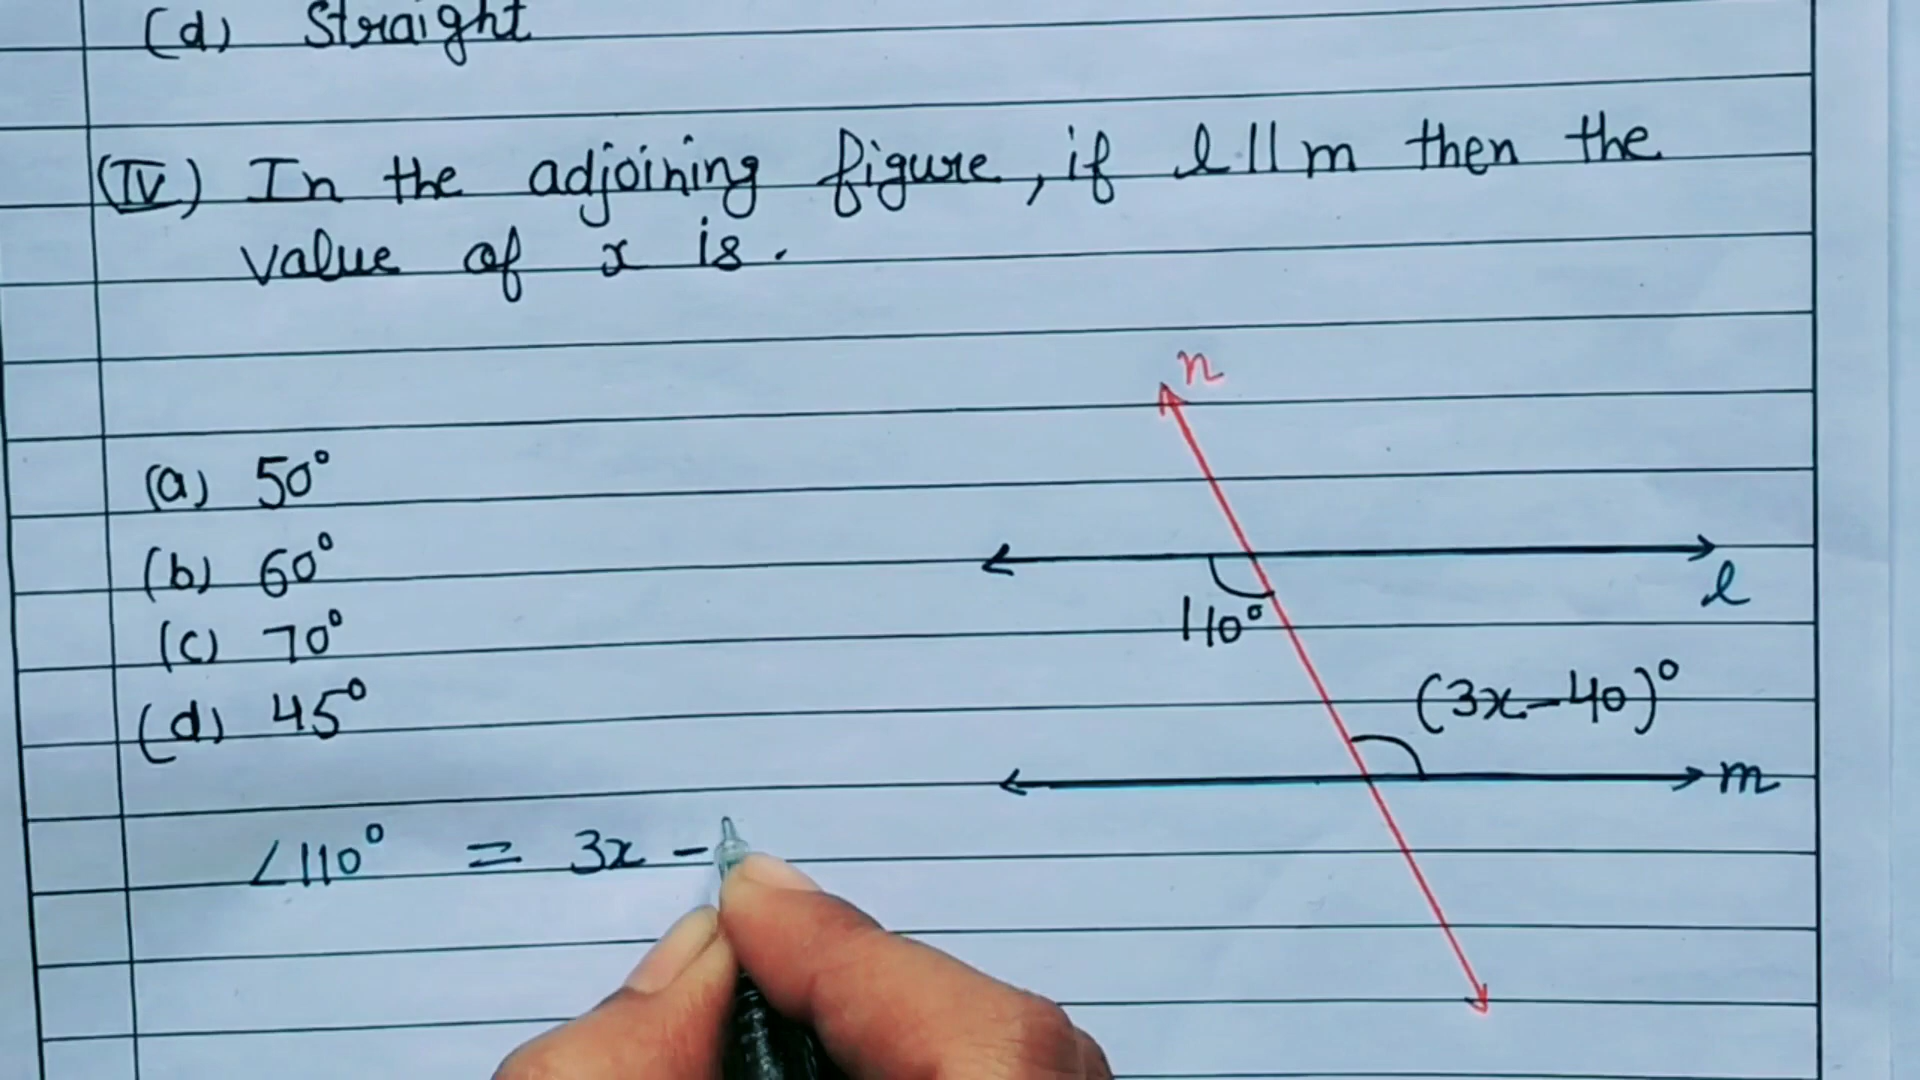 (d) Straight
(IV) In the adjoining figure, if l || m then the
value of x is.
n
(a) 50°
(b) 60°
l
110°
(c) 70°
(3x-40)°
(d) 45°
m
∠110° = 3x -